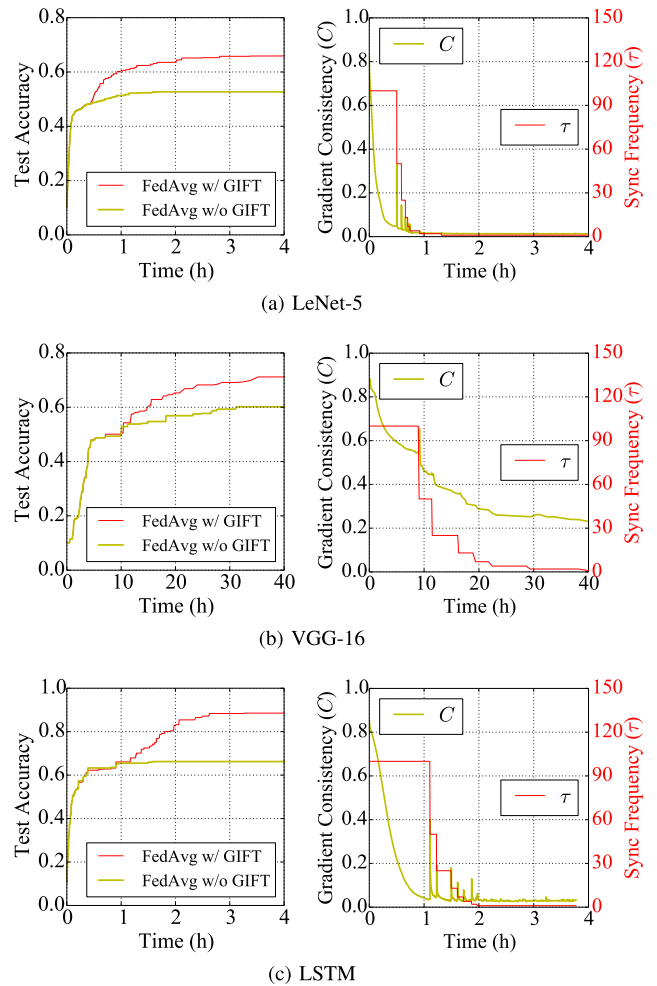 0.8
0.6
0.4
0.2
0.0
0
1
2
3
4
Test Accuracy
Time (h)
FedAvg w/ GIFT
FedAvg w/o GIFT
1.0
0.8
0.6
0.4
0.2
0.0
0
1
2
3
4
Gradient Consistency (C)
Time (h)
C
τ
150
120
90
60
30
0
Sync Frequency (τ)
(a) LeNet-5
0.8
0.6
0.4
0.2
0.0
0
10
20
30
40
Test Accuracy
Time (h)
FedAvg w/ GIFT
FedAvg w/o GIFT
1.0
0.8
0.6
0.4
0.2
0.0
0
10
20
30
40
Gradient Consistency (C)
Time (h)
C
τ
150
120
90
60
30
0
Sync Frequency (τ)
(b) VGG-16
1.0
0.8
0.6
0.4
0.2
0.0
0
1
2
3
4
Test Accuracy
Time (h)
FedAvg w/ GIFT
FedAvg w/o GIFT
1.0
0.8
0.6
0.4
0.2
0.0
0
1
2
3
4
Gradient Consistency (C)
Time (h)
C
τ
150
120
90
60
30
0
Sync Frequency (τ)
(c) LSTM